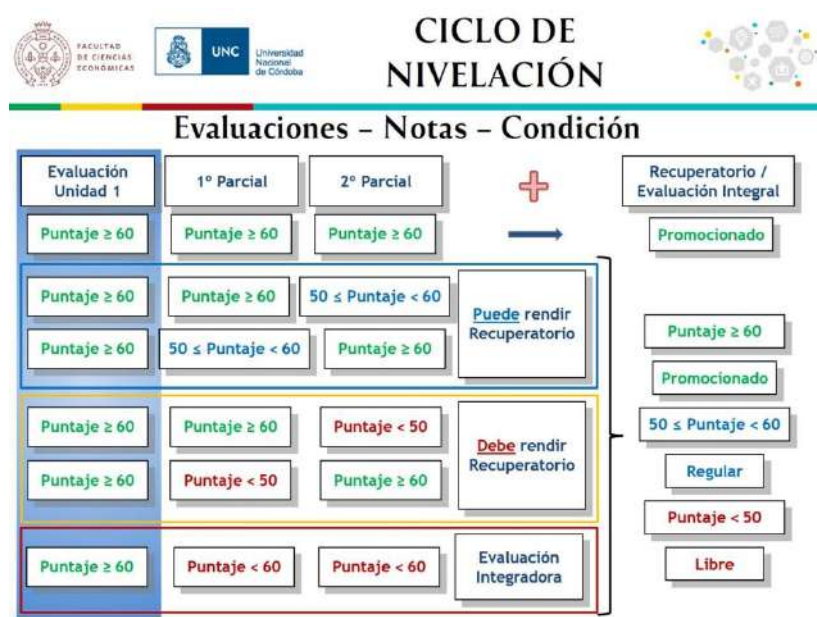 FACULTAD
DE CIENCIAS
ECONÓMICAS
UNC
Universidad
Nacional
de Córdoba
CICLO DE
NIVELACIÓN
Evaluaciones – Notas – Condición
Evaluación
Unidad 1
1º Parcial
2º Parcial
Recuperatorio /
Evaluación Integral
Puntaje ≥ 60
Puntaje ≥ 60
Puntaje ≥ 60
Promocionado
Puntaje ≥ 60
Puntaje ≥ 60
50 ≤ Puntaje < 60
Puede rendir
Recuperatorio
Puntaje ≥ 60
50 ≤ Puntaje < 60
Puntaje ≥ 60
Puntaje ≥ 60
Puntaje ≥ 60
Puntaje < 50
Debe rendir
Recuperatorio
Puntaje ≥ 60
Puntaje < 50
Puntaje ≥ 60
Puntaje ≥ 60
Puntaje < 60
Puntaje < 60
Evaluación
Integradora
Puntaje ≥ 60
Promocionado
50 ≤ Puntaje < 60
Regular
Puntaje < 50
Libre